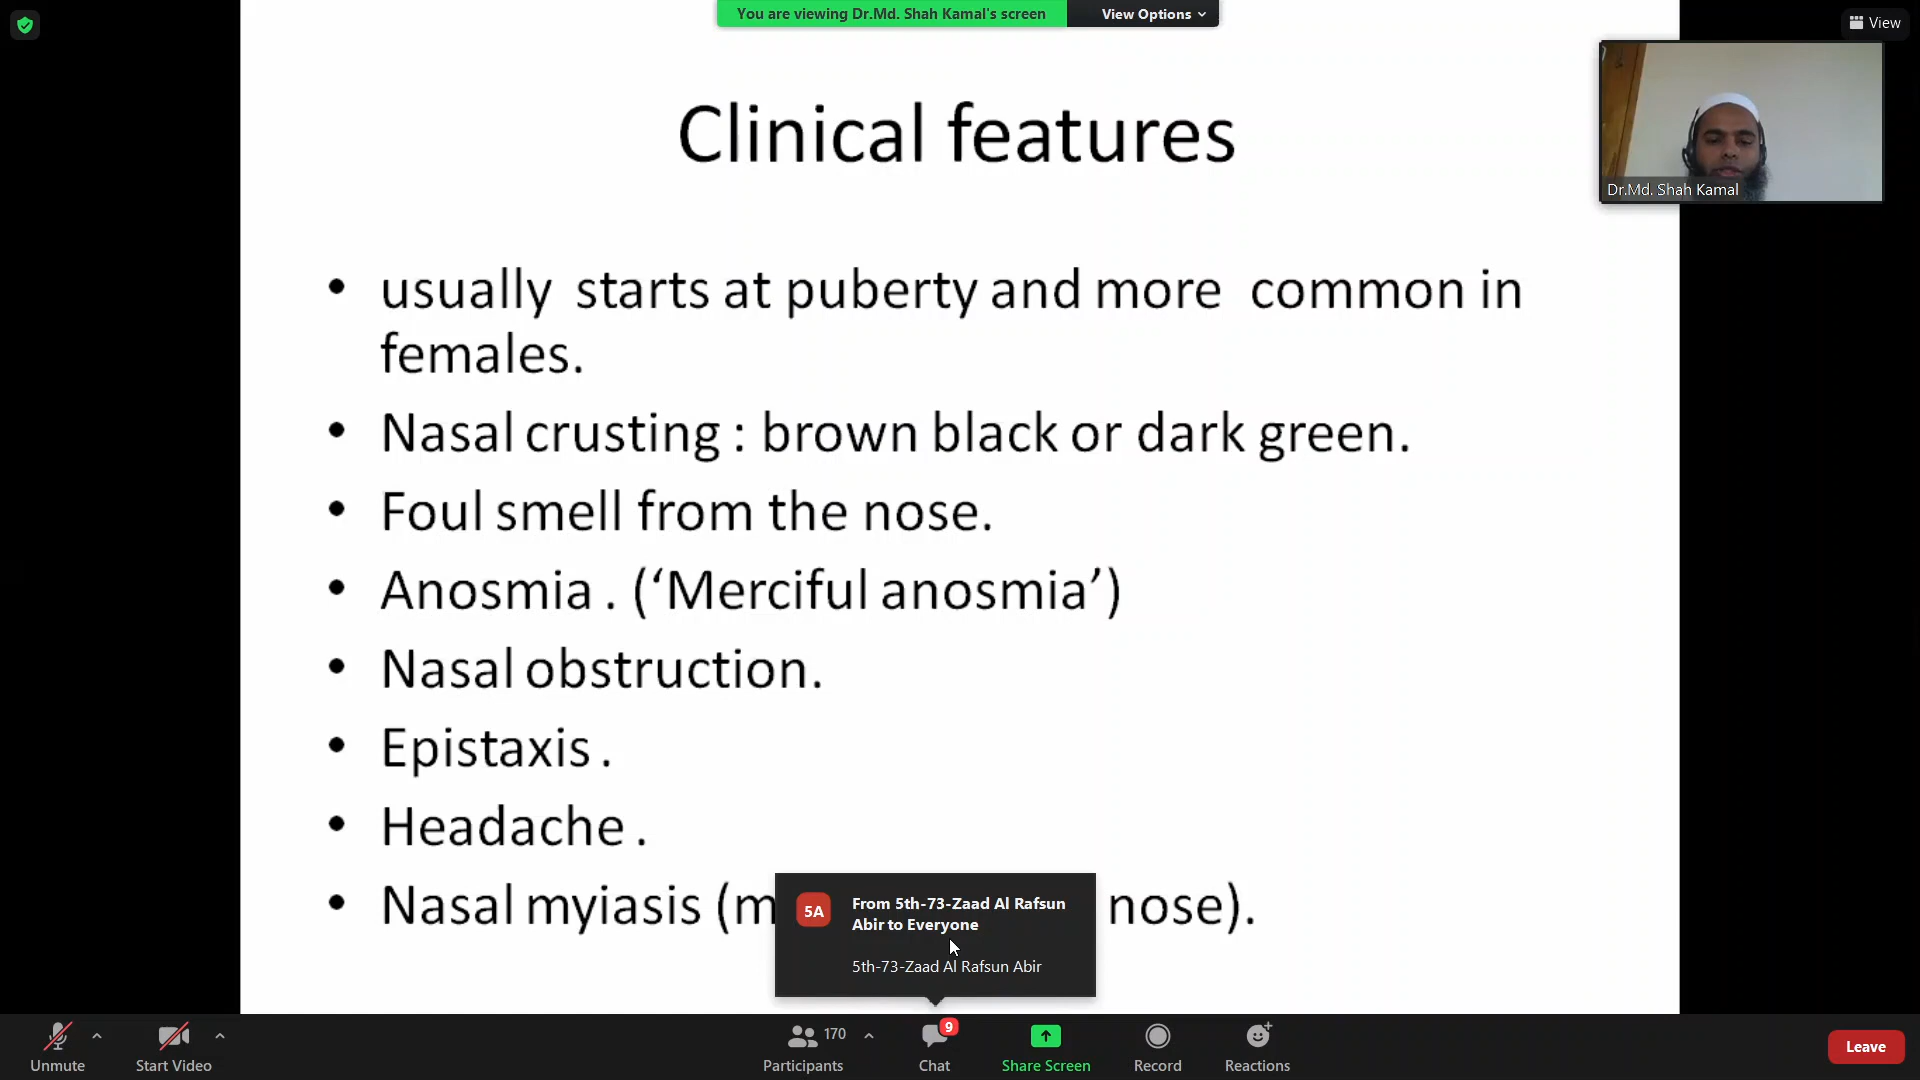 You are viewing Dr.Md. Shah Kamal's screen
View Options
View
Dr.Md. Shah Kamal
Clinical features
• usually starts at puberty and more common in
females.
• Nasal crusting : brown black or dark green.
• Foul smell from the nose.
• Anosmia . (‘Merciful anosmia’)
• Nasal obstruction.
• Epistaxis .
• Headache .
• Nasal myiasis (m nose).
5A
From 5th-73-Zaad Al Rafsun
Abir to Everyone
5th-73-Zaad Al Rafsun Abir
Unmute
Start Video
170
Participants
9
Chat
Share Screen
Record
Reactions
Leave